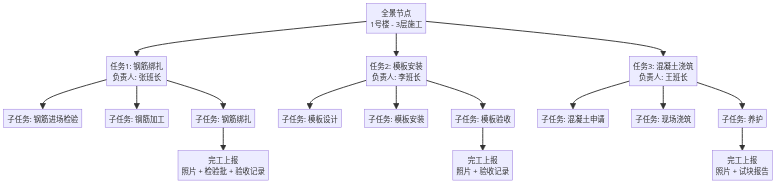 全景节点
1号楼 - 3层施工
任务1: 钢筋绑扎
负责人: 张班长
任务2: 模板安装
负责人: 李班长
任务3: 混凝土浇筑
负责人: 王班长
子任务: 钢筋进场检验
子任务: 钢筋加工
子任务: 钢筋绑扎
子任务: 模板设计
子任务: 模板安装
子任务: 模板验收
子任务: 混凝土申请
子任务: 现场浇筑
子任务: 养护
完工上报
照片 + 检验批 + 验收记录
完工上报
照片 + 验收记录
完工上报
照片 + 试块报告